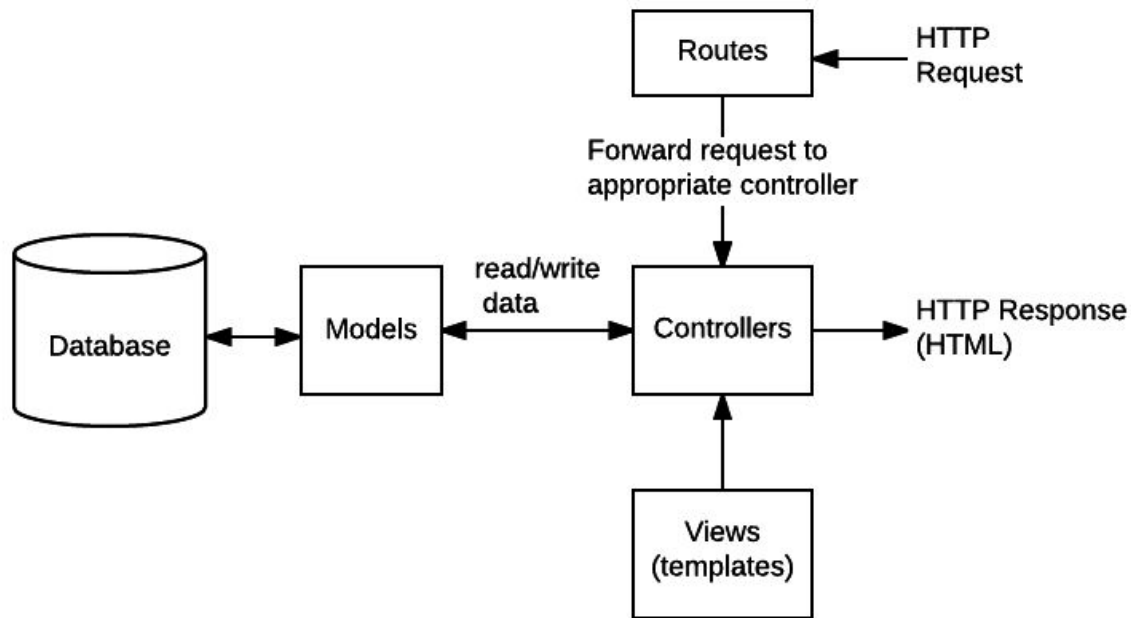 Routes
HTTP
Request
Forward request to
appropriate controller
read/write
data
Database
Models
Controllers
HTTP Response
(HTML)
Views
(templates)